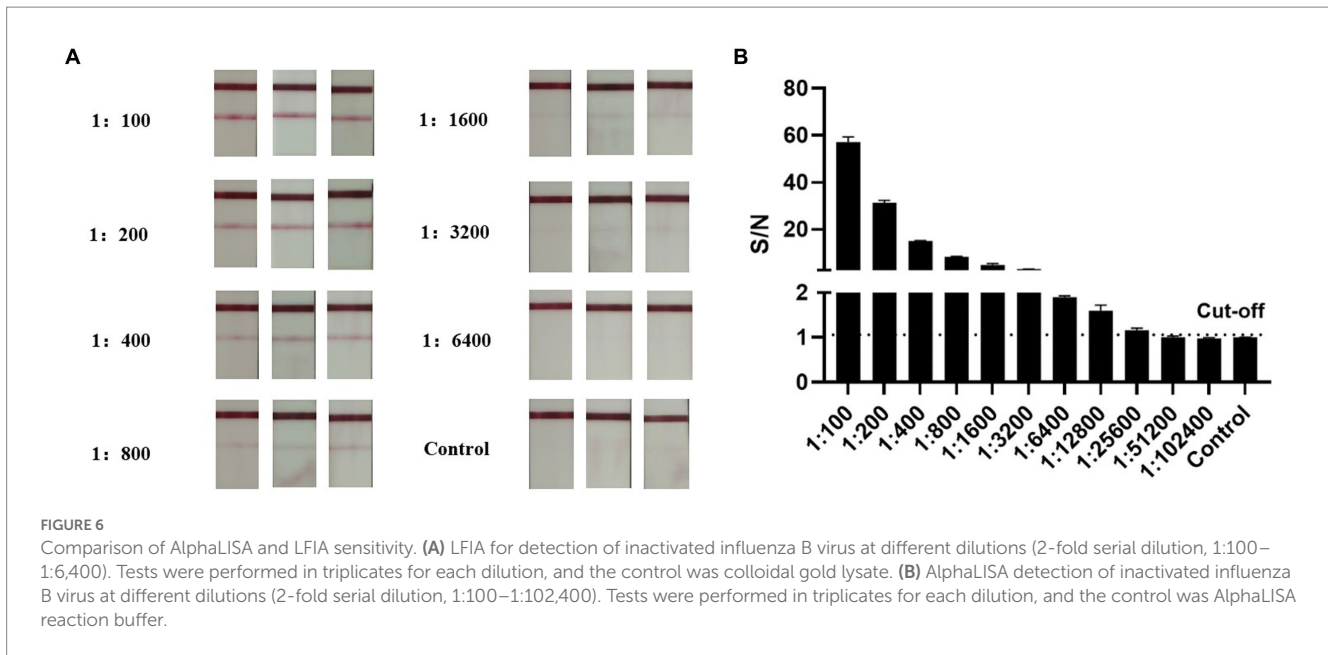 A
1: 100
1: 200
1: 400
1: 800
1: 1600
1: 3200
1: 6400
Control
B
S/N
80
60
40
20
2
1
0
Cut-off
1:100
1:200
1:400
1:800
1:1600
1:3200
1:6400
1:12800
1:25600
1:51200
1:102400
Control
FIGURE 6
Comparison of AlphaLISA and LFIA sensitivity. (A) LFIA for detection of inactivated influenza B virus at different dilutions (2-fold serial dilution, 1:100–
1:6,400). Tests were performed in triplicates for each dilution, and the control was colloidal gold lysate. (B) AlphaLISA detection of inactivated influenza
B virus at different dilutions (2-fold serial dilution, 1:100–1:102,400). Tests were performed in triplicates for each dilution, and the control was AlphaLISA
reaction buffer.